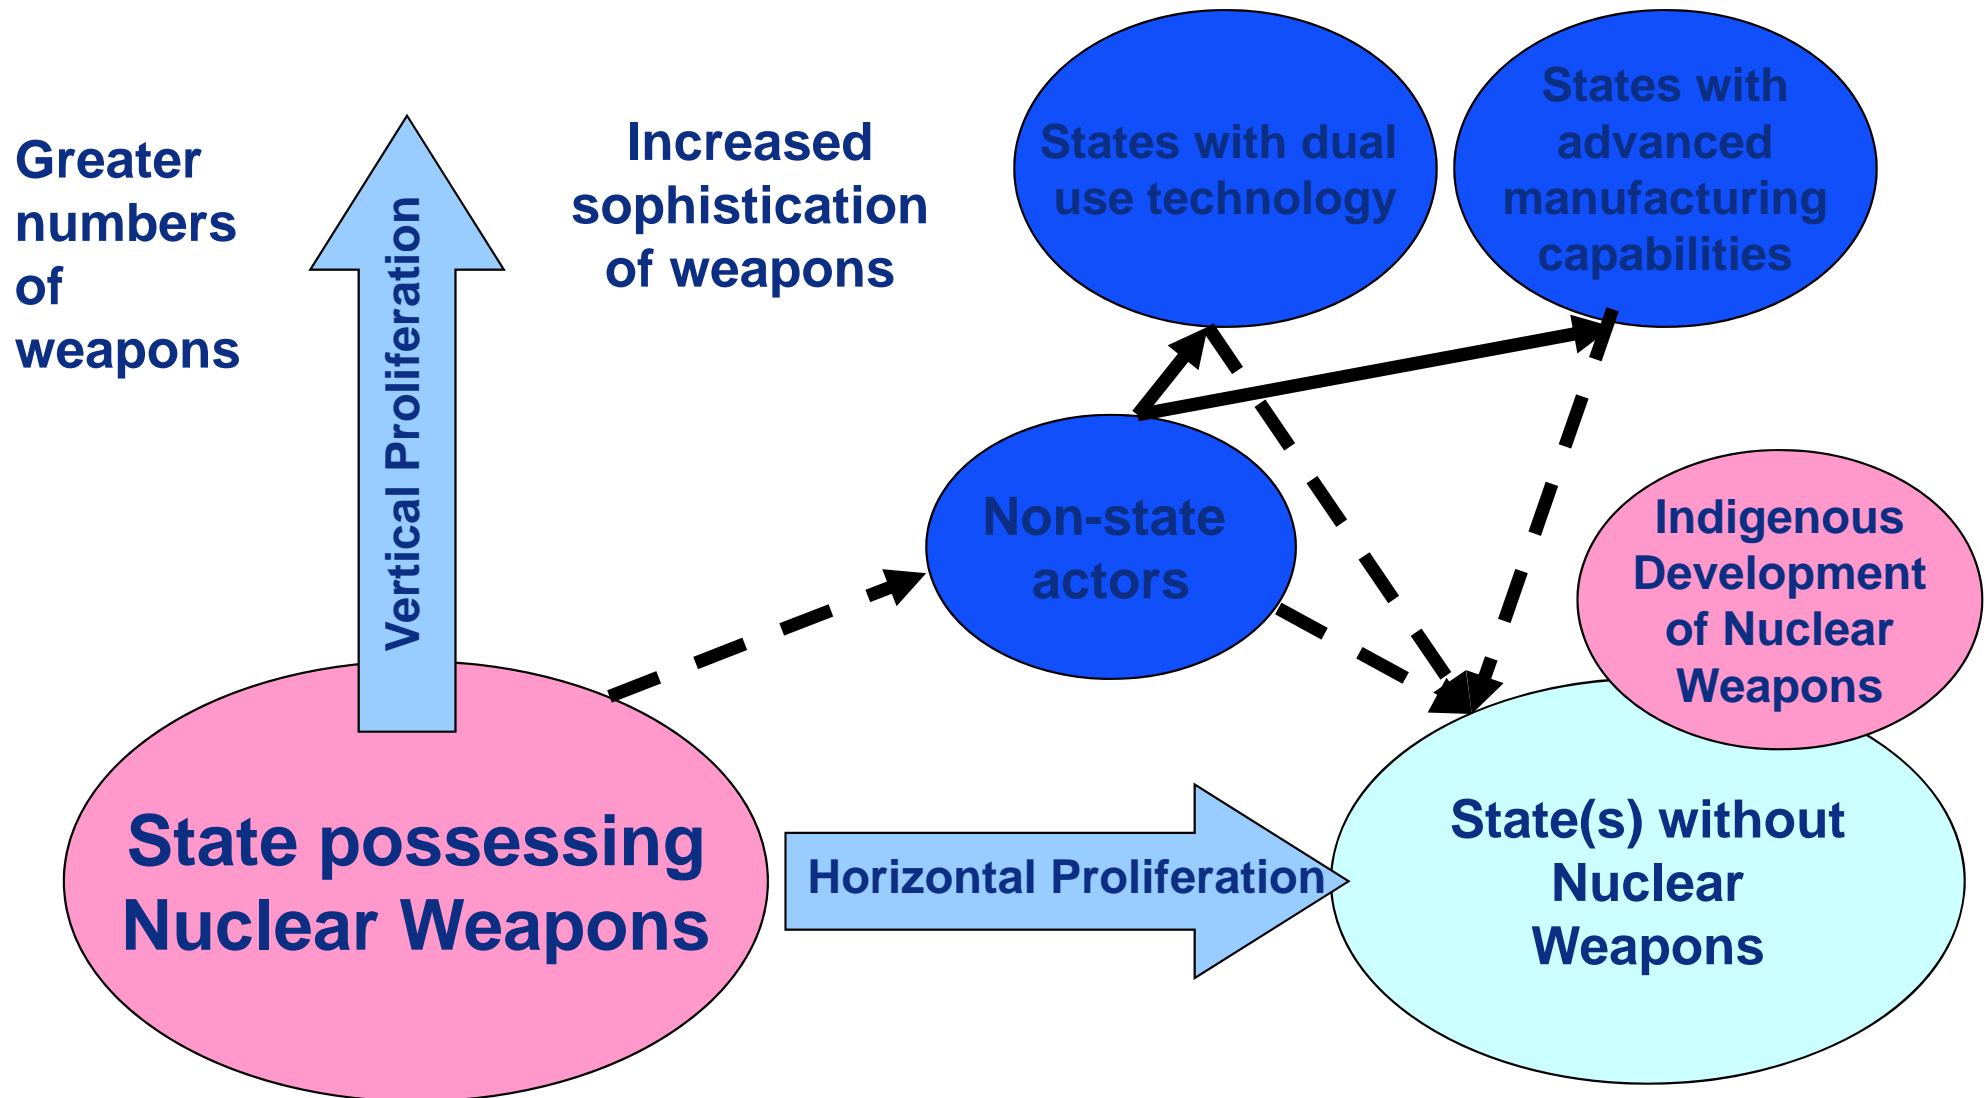 Greater
numbers
of
weapons
Vertical Proliferation
Increased
sophistication
of weapons
States with dual
use technology
States with
advanced
manufacturing
capabilities
Non-state
actors
Indigenous
Development
of Nuclear
Weapons
State possessing
Nuclear Weapons
Horizontal Proliferation
State(s) without
Nuclear
Weapons